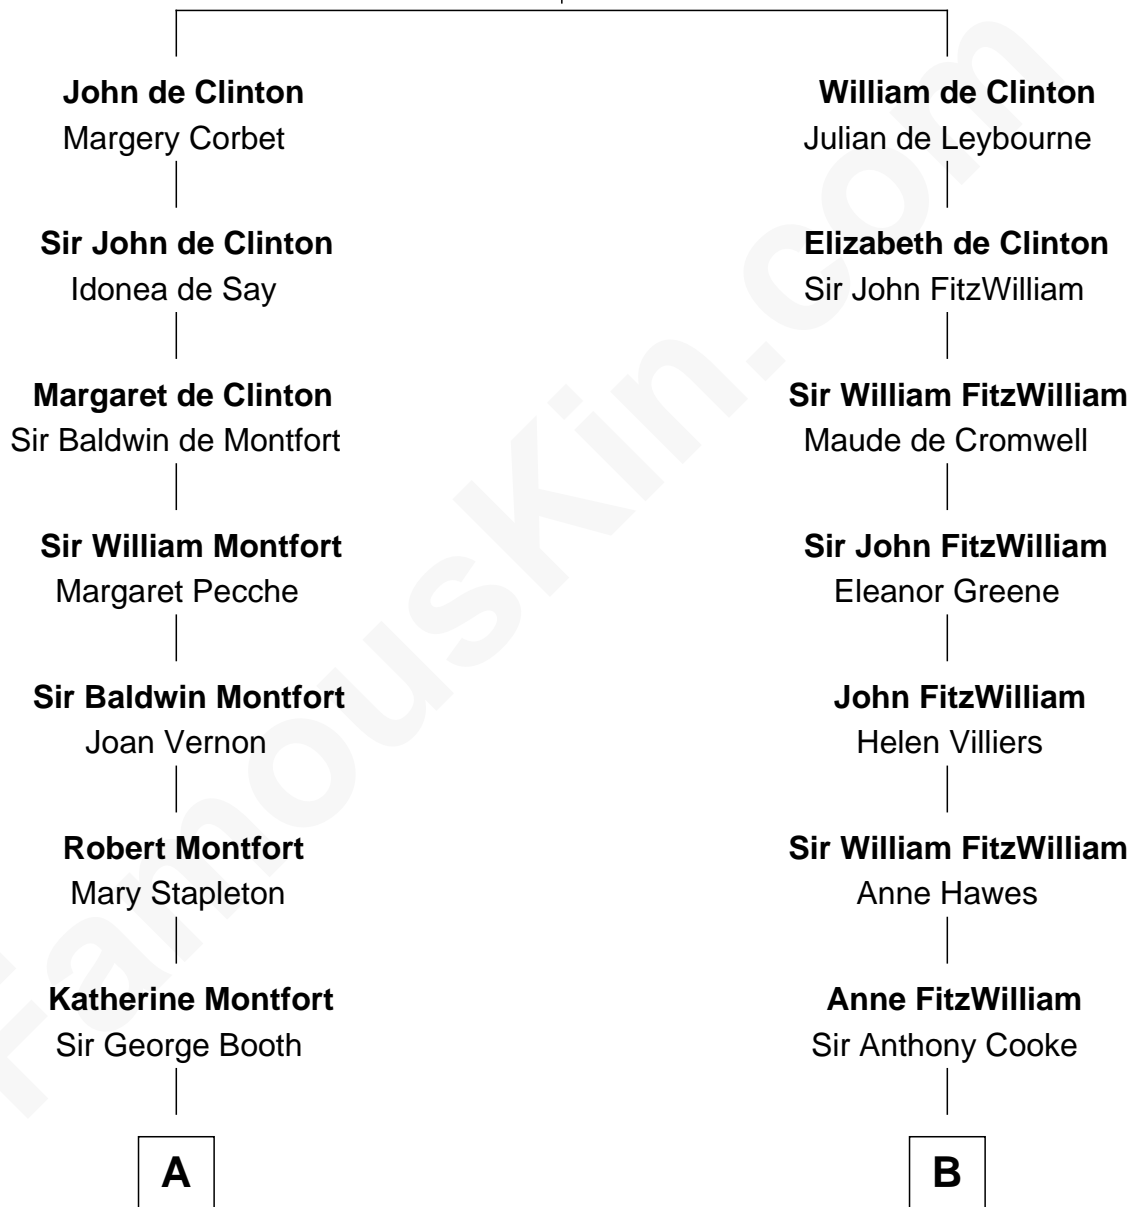 John de Clinton
Margery Corbet
Sir John de Clinton
Idonea de Say
Margaret de Clinton
Sir Baldwin de Montfort
Sir William Montfort
Margaret Pecche
Sir Baldwin Montfort
Joan Vernon
Robert Montfort
Mary Stapleton
Katherine Montfort
Sir George Booth
A
William de Clinton
Julian de Leybourne
Elizabeth de Clinton
Sir John FitzWilliam
Sir William FitzWilliam
Maude de Cromwell
Sir John FitzWilliam
Eleanor Greene
John FitzWilliam
Helen Villiers
Sir William FitzWilliam
Anne Hawes
Anne FitzWilliam
Sir Anthony Cooke
B
FamousKin.com